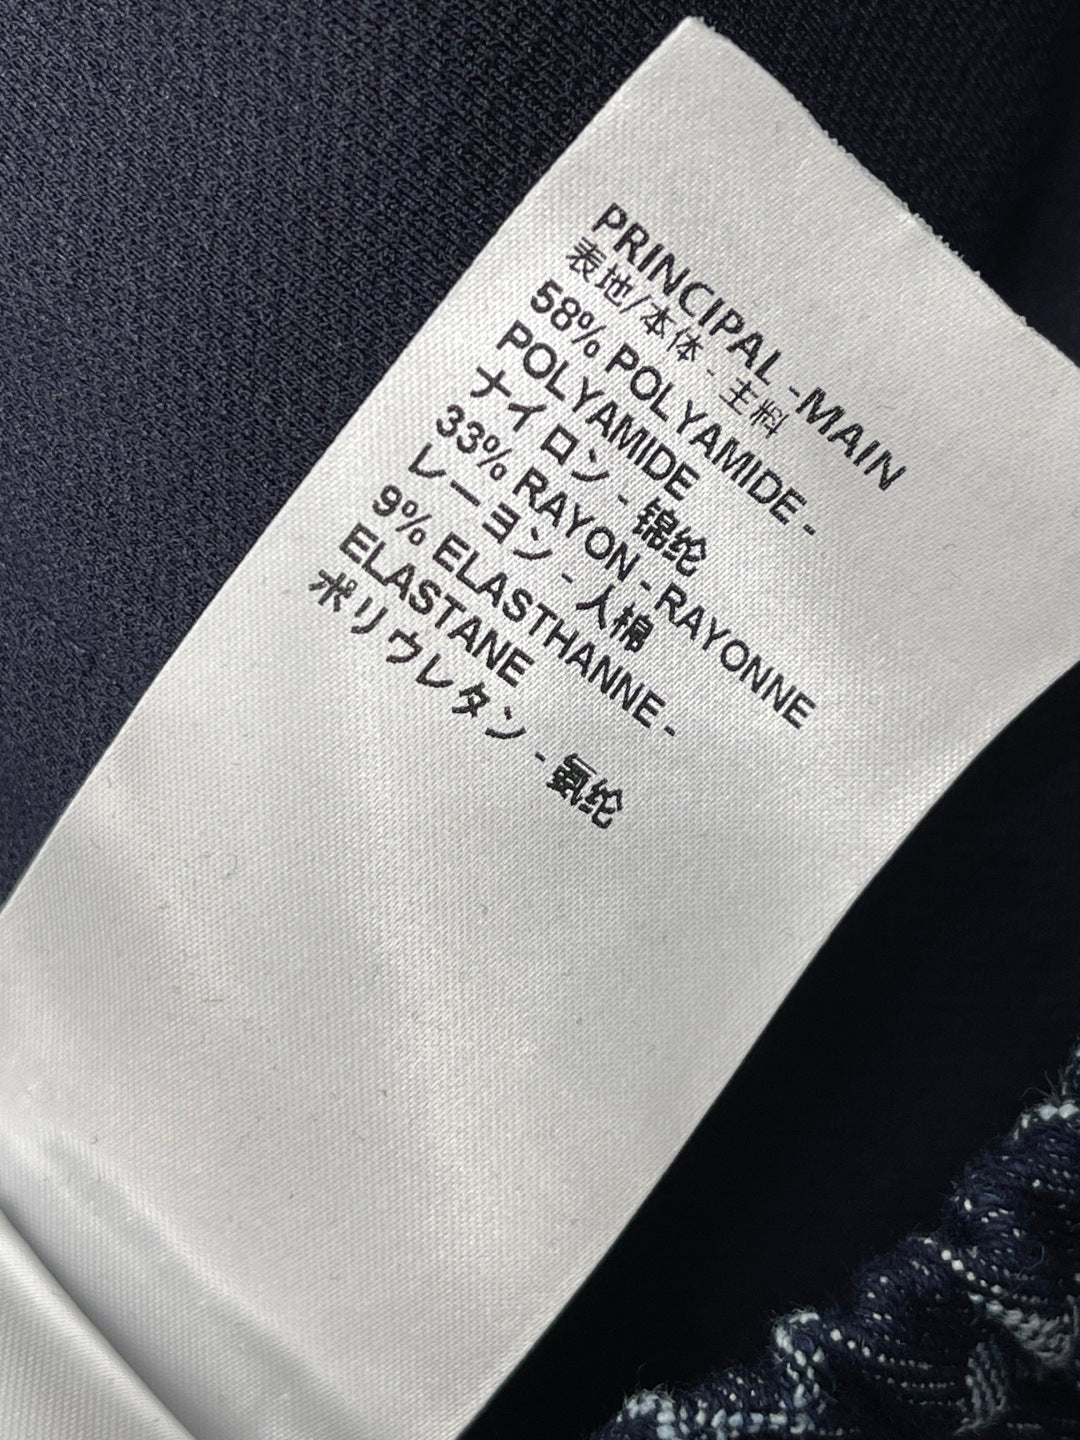 PRINCIPAL -MAIN
表地/本体 - 主料
58% POLYAMIDE -
POLYAMIDE
ナイロン - 锦纶
33% RAYON - RAYONNE
レーヨン - 人棉
9% ELASTHANNE -
ELASTANE
ポリウレタン - 氨纶